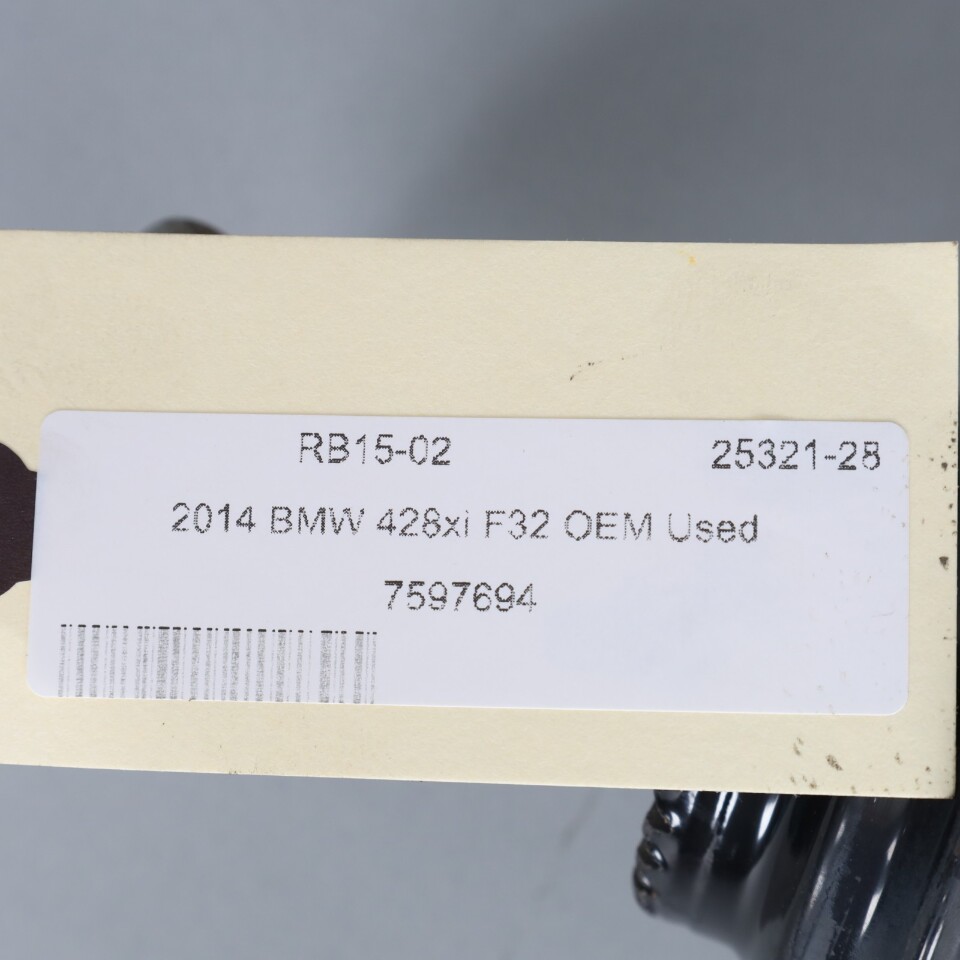 RB15-02 25321-28
2014 BMW 428xi F32 OEM Used
7597694